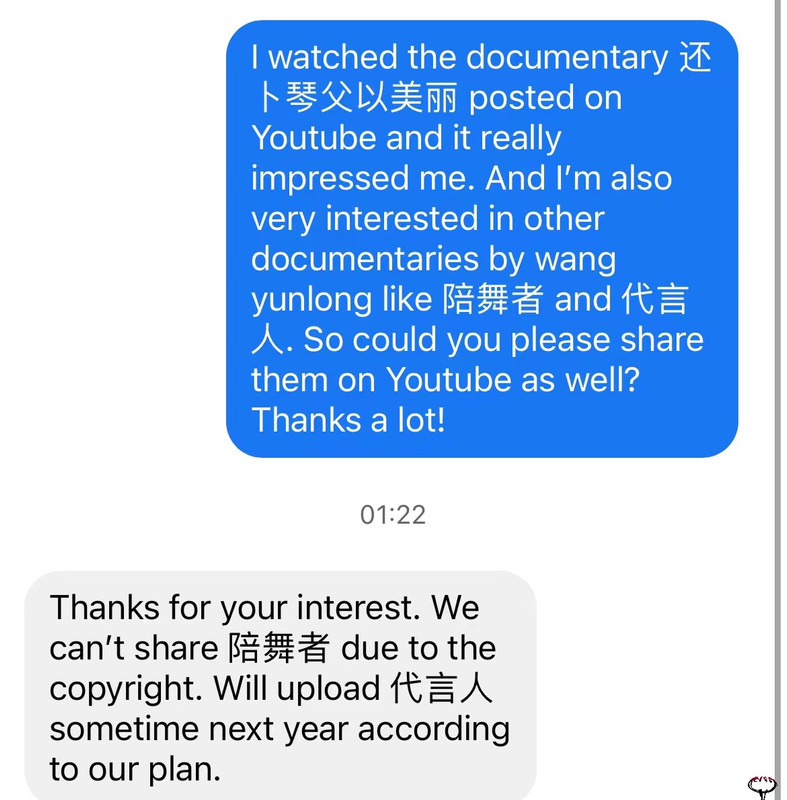 I watched the documentary 还
卜琴父以美丽 posted on
Youtube and it really
impressed me. And I’m also
very interested in other
documentaries by wang
yunlong like 陪舞者 and 代言
人. So could you please share
them on Youtube as well?
Thanks a lot!
01:22
Thanks for your interest. We
can’t share 陪舞者 due to the
copyright. Will upload 代言人
sometime next year according
to our plan.